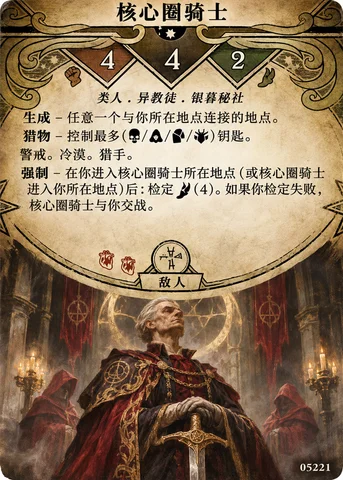 核心圈骑士
4 4 2
类人．异教徒．银暮秘社
生成 – 任意一个与你所在地点连接的地点。
猎物 – 控制最多(/ / / )钥匙。
警戒。冷漠。猎手。
强制 – 在你进入核心圈骑士所在地点（或核心圈骑士
进入你所在地点）后：检定 (4)。如果你检定失败，
核心圈骑士与你交战。
敌人
05221